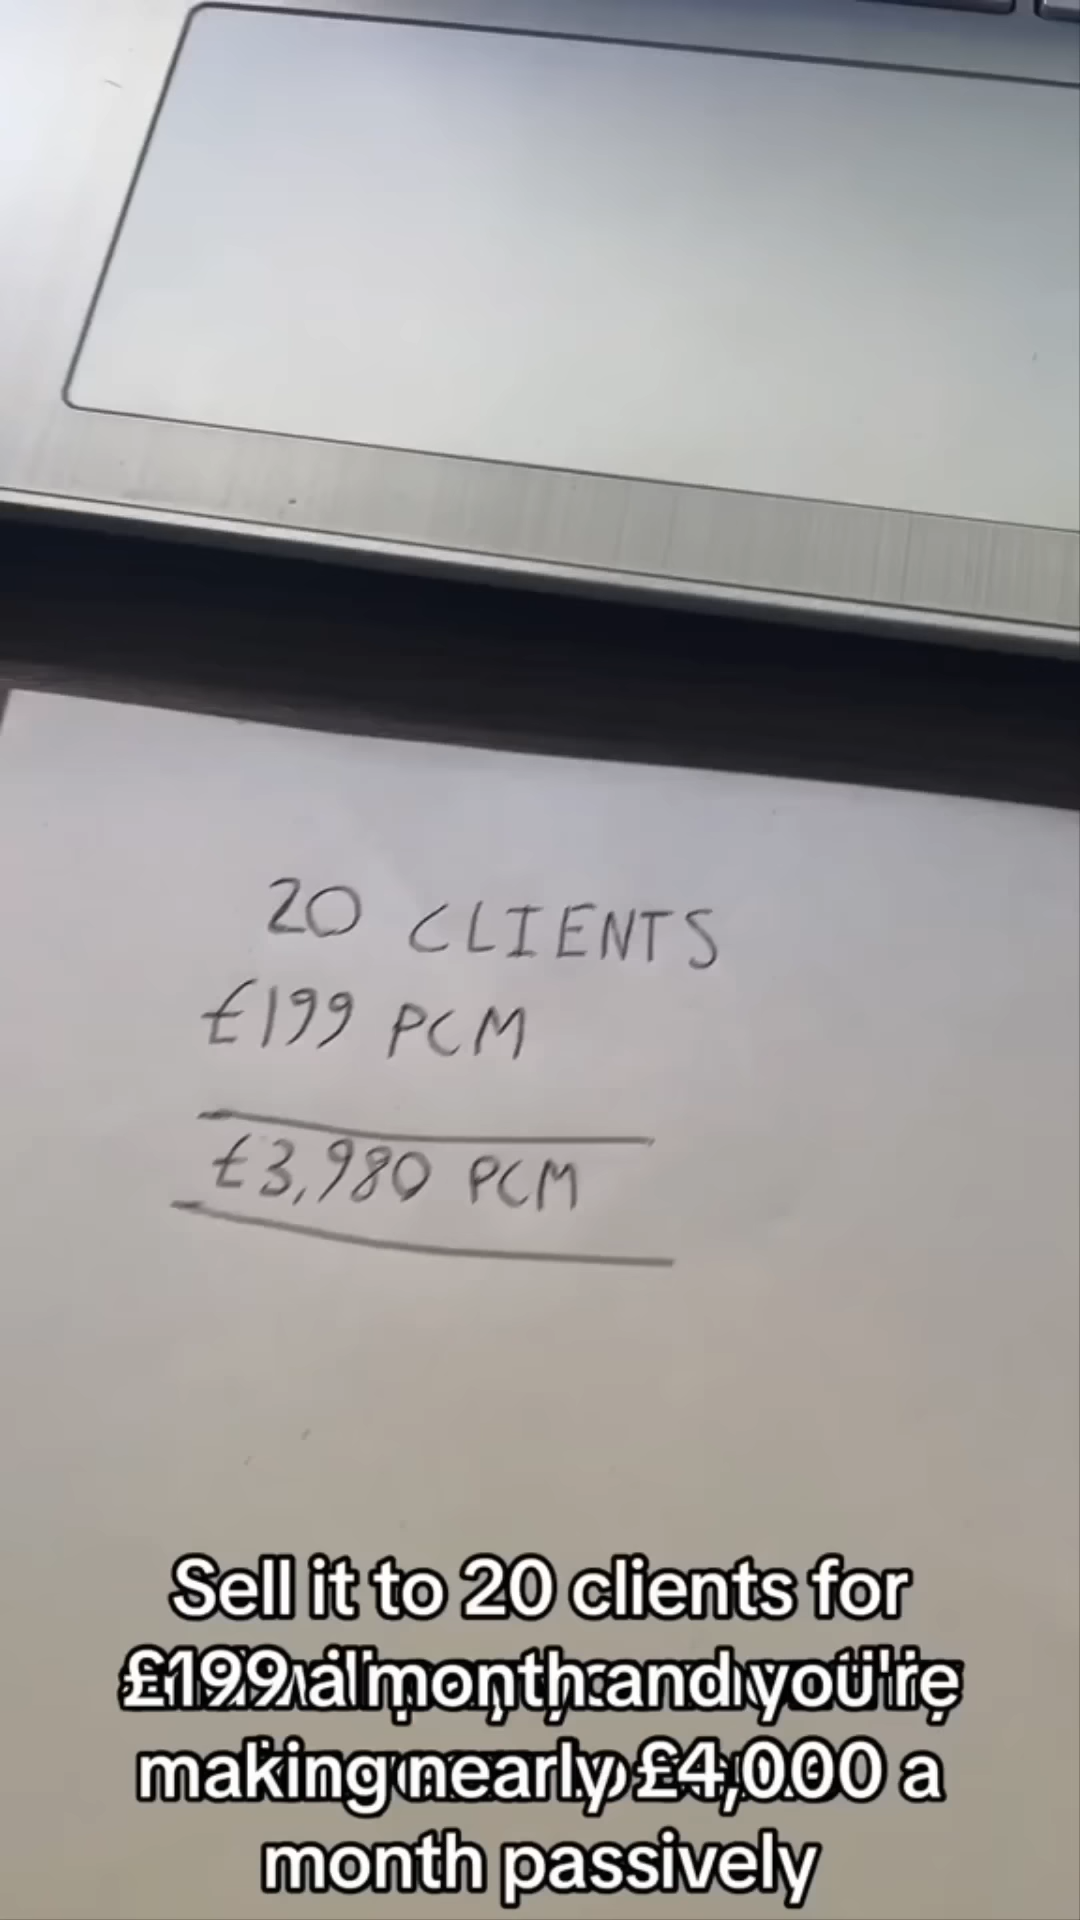 20 CLIENTS
£199 PCM
£3,980 PCM
Sell it to 20 clients for
£199 a month and you're
making nearly £4,000 a
month passively